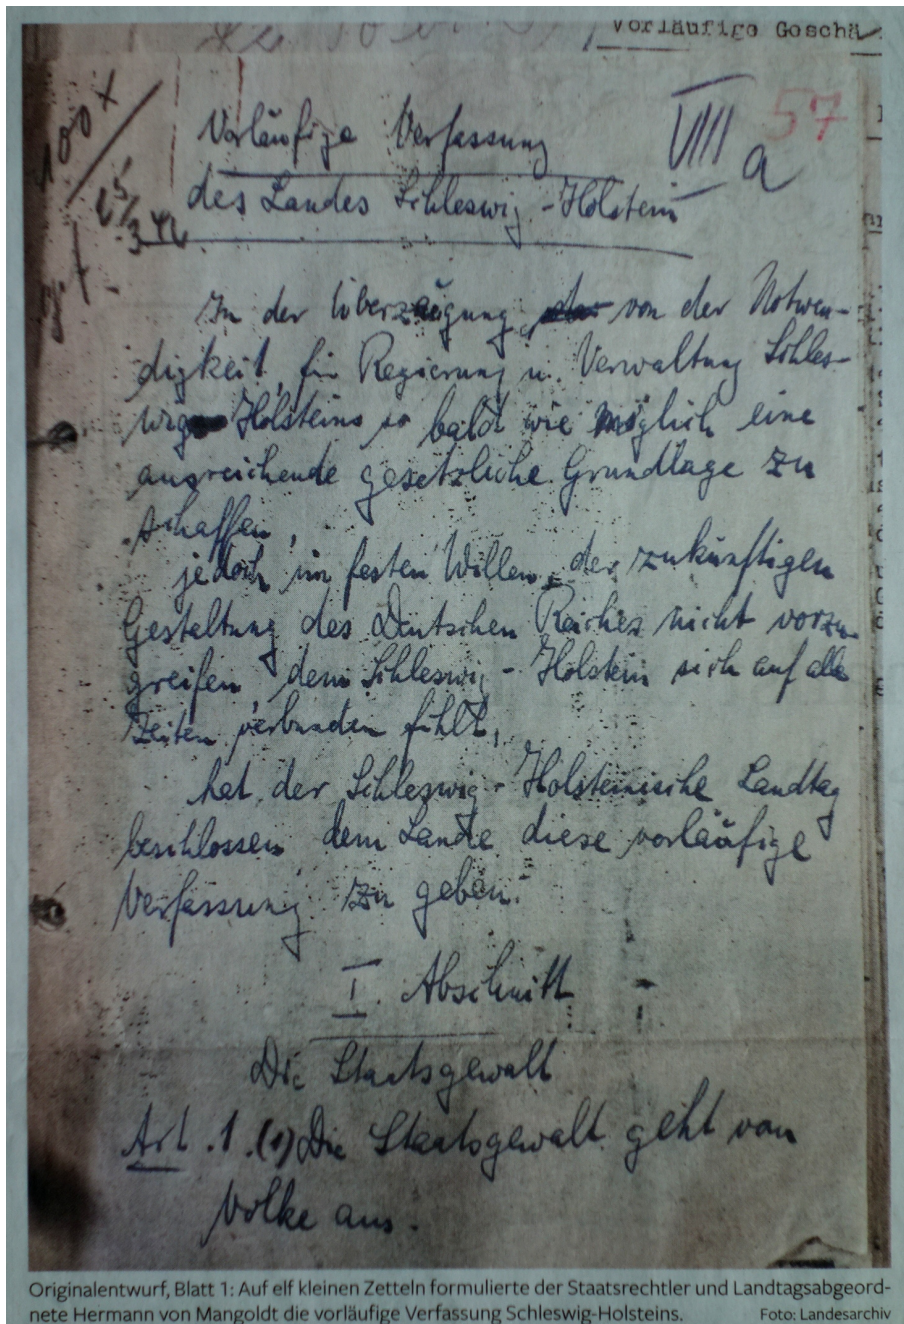 Vorläufige Geschä
100 x
57
VIIII a
Vorläufige Verfassung
des Landes Schleswig-Holstein
In der Überzeugung, von der Notwen-
digkeit, für Regierung u. Verwaltung Schles-
wig Holsteins so bald wie möglich eine
ausreichende gesetzliche Grundlage zu
schaffen,
jedoch im festen Willen, der zukünftigen
Gestaltung des Deutschen Reiches nicht vorzu-
greifen, dem Schleswig-Holstein sich auf alle
Zeiten verbunden fühlt,
hat der Schleswig-Holsteinische Landtag
beschlossen dem Lande diese vorläufige
Verfassung zu geben:
I. Abschnitt
Die Staatsgewalt
Art. 1. (1) Die Staatsgewalt geht vom
Volke aus.
Originalentwurf, Blatt 1: Auf elf kleinen Zetteln formulierte der Staatsrechtler und Landtagsabgeord-
nete Hermann von Mangoldt die vorläufige Verfassung Schleswig-Holsteins. Foto: Landesarchiv